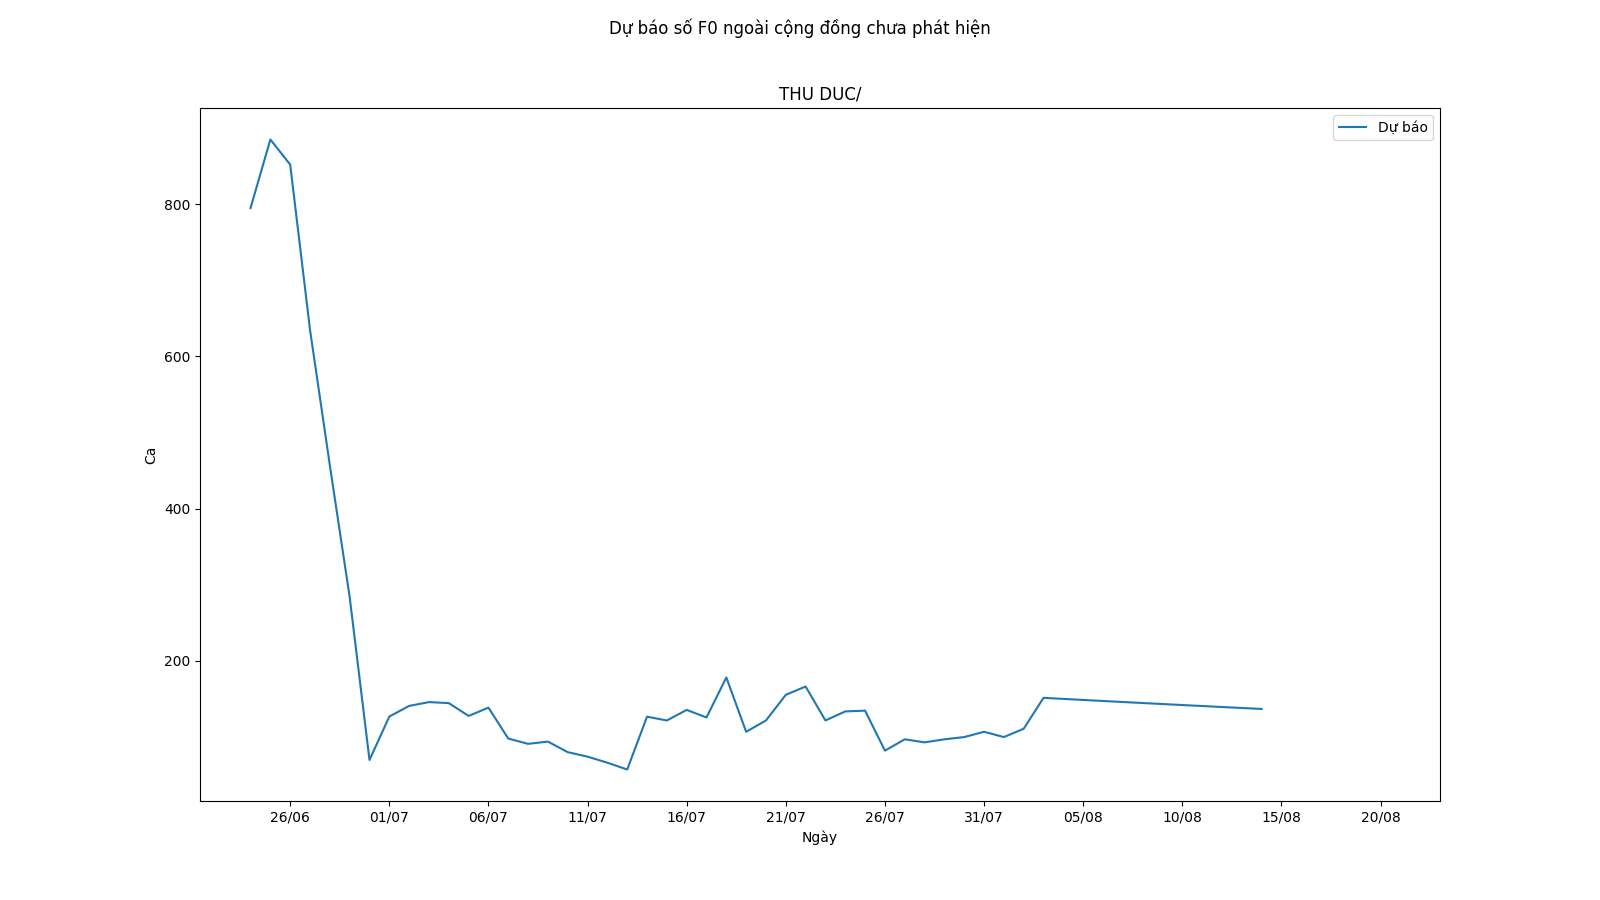 Dự báo số F0 ngoài cộng đồng chưa phát hiện
THU DUC/
Dự báo
800
600
400
200
Ca
26/06 01/07 06/07 11/07 16/07 21/07 26/07 31/07 05/08 10/08 15/08 20/08
Ngày